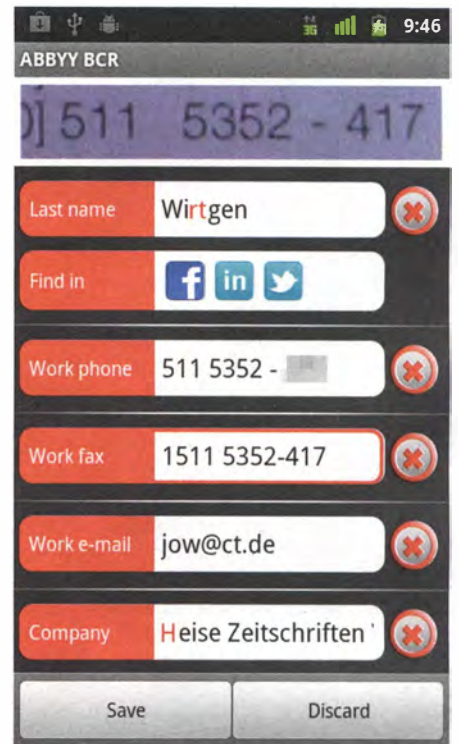 3G 9:46
ABBYY BCR
0] 511 5352 - 417
Last name Wirtgen
Find in f in
Work phone 511 5352 -
Work fax 1511 5352-417
Work e-mail jow@ct.de
Company Heise Zeitschriften
Save Discard